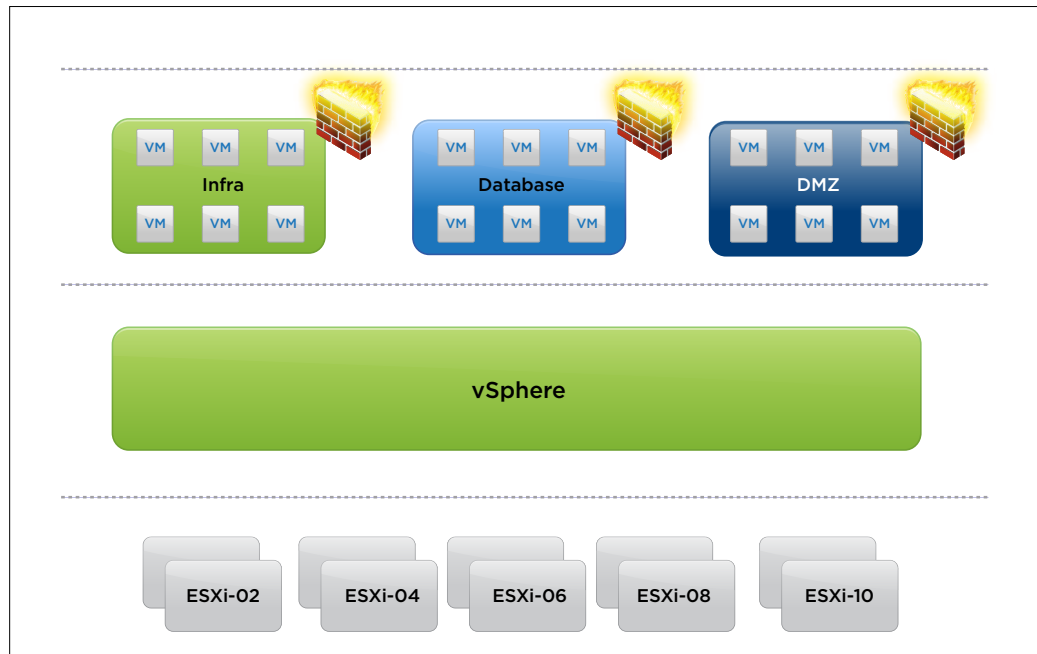 VM VM VM VM VM VM VM VM VM
Infra Database DMZ
VM VM VM VM VM VM VM VM VM
vSphere
ESXi-02 ESXi-04 ESXi-06 ESXi-08 ESXi-10